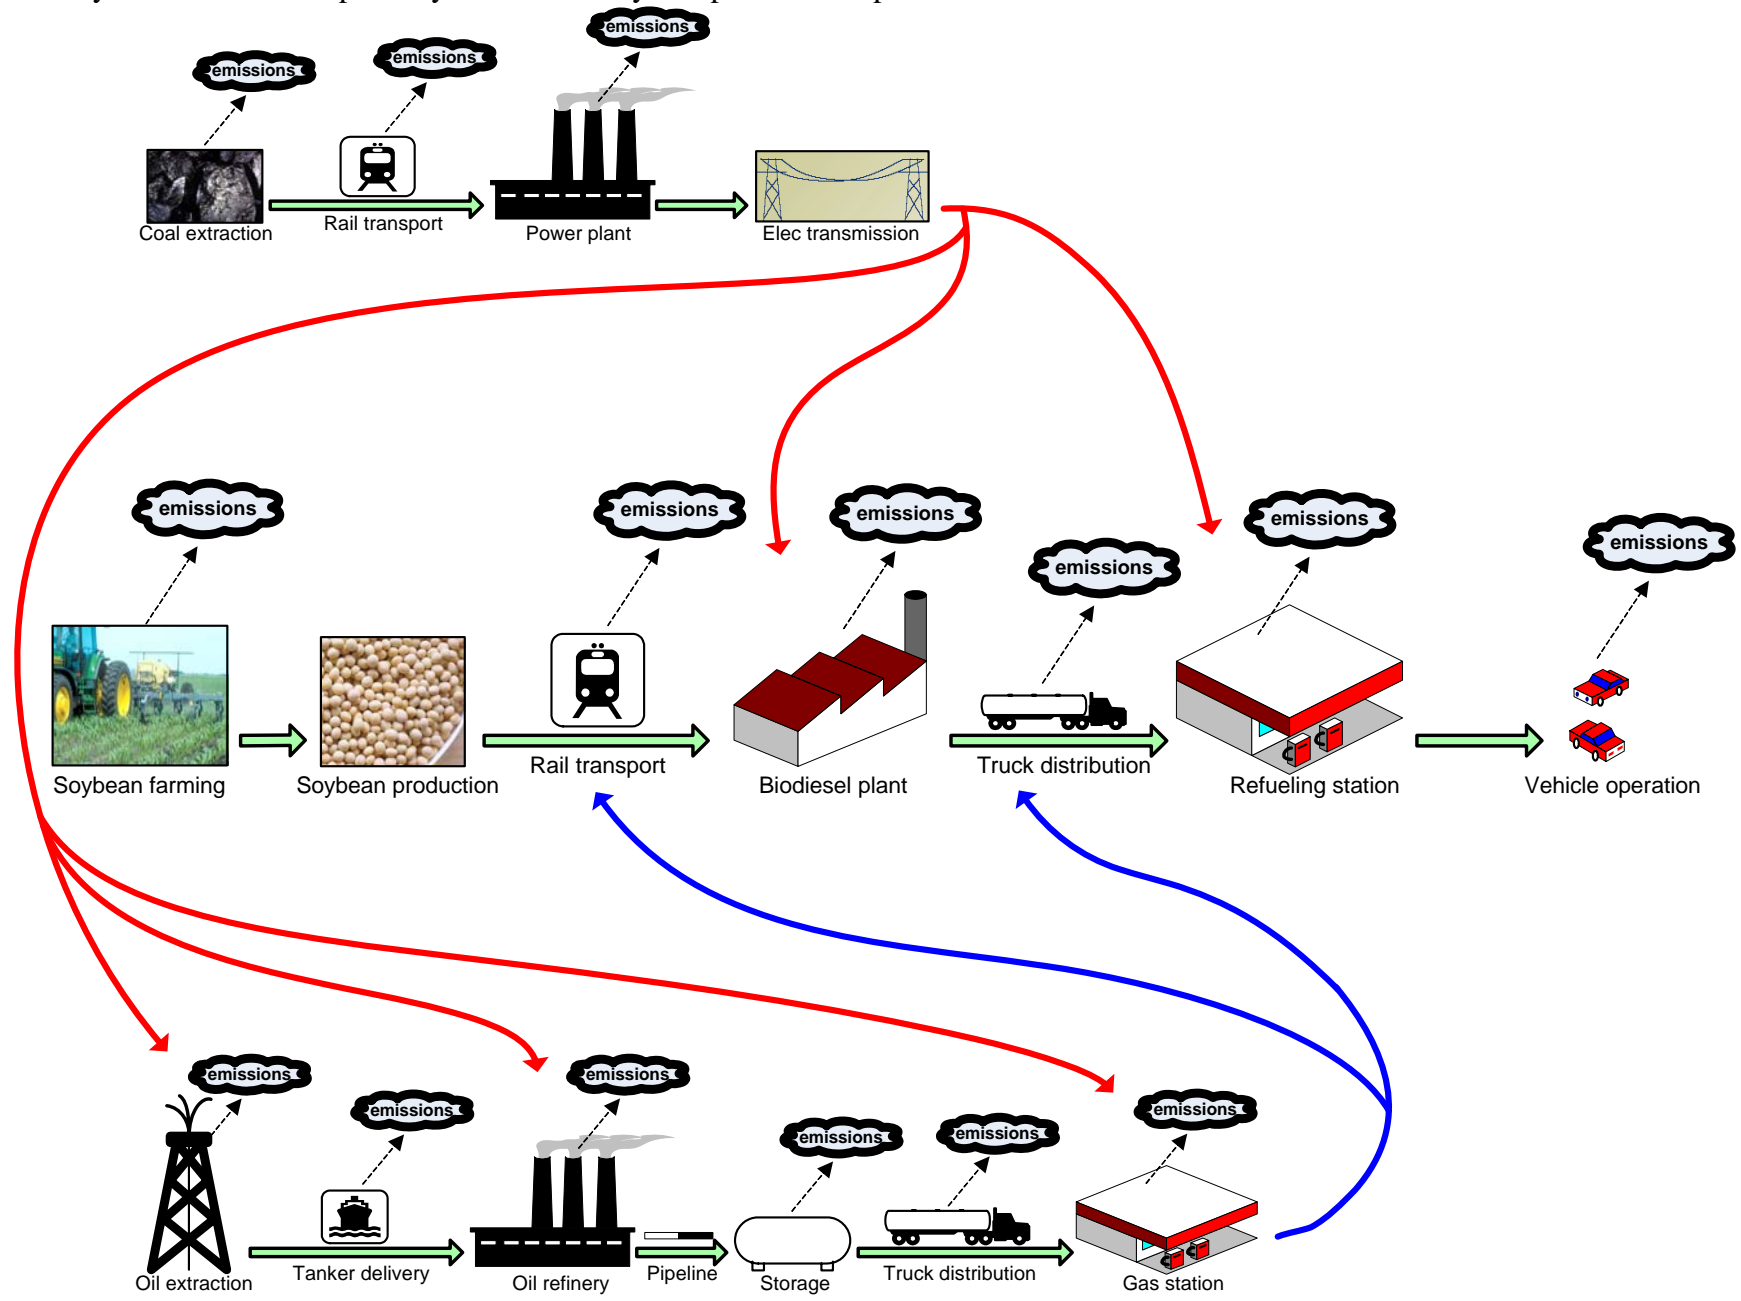 emissions
emissions
emissions
Coal extraction
Rail transport
Power plant
Elec transmission
emissions
emissions
emissions
emissions
emissions
emissions
Soybean farming
Soybean production
Rail transport
Biodiesel plant
Truck distribution
Refueling station
Vehicle operation
emissions
emissions
emissions
emissions
emissions
emissions
Oil extraction
Tanker delivery
Oil refinery
Pipeline
Storage
Truck distribution
Gas station